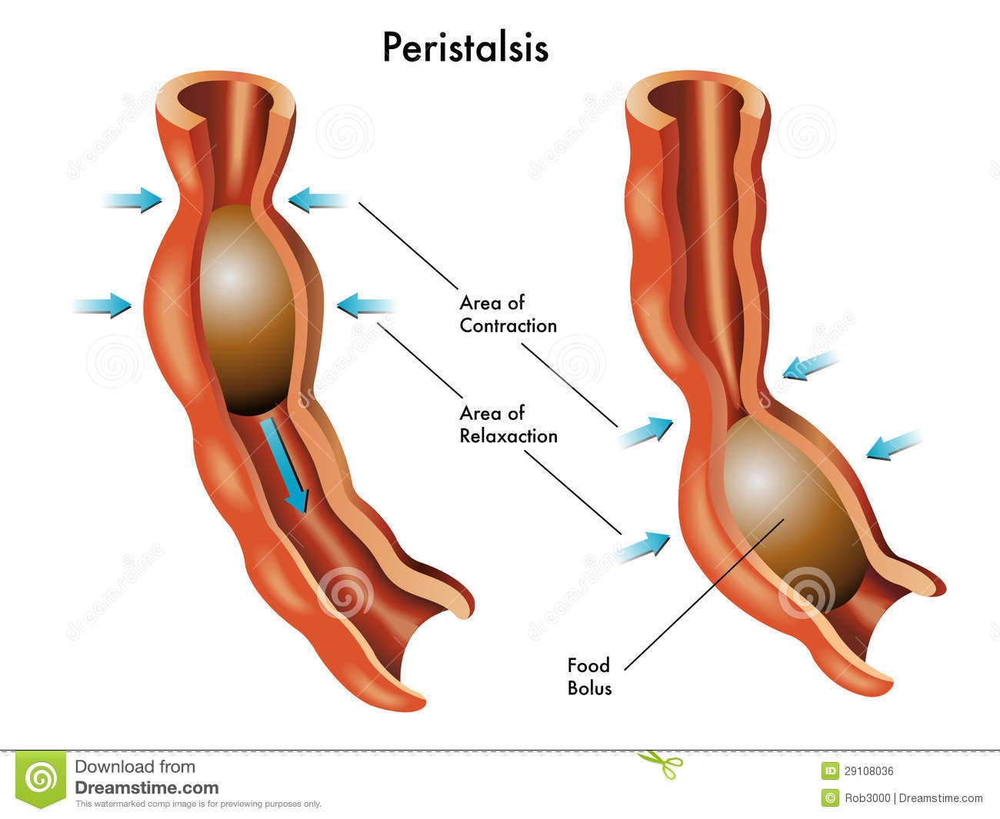 Peristalsis
Area of
Contraction
Area of
Relaxaction
Food
Bolus
dreamstime
Download from
Dreamstime.com
This watermarked comp image is for previewing purposes only.
ID 29108036
Rob3000 | Dreamstime.com